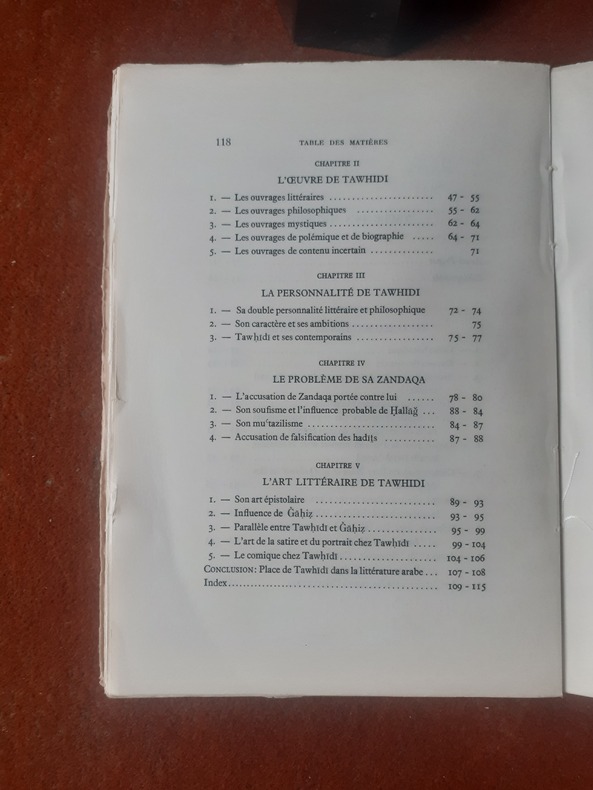 118 TABLE DES MATIÈRES
CHAPITRE II
L'ŒUVRE DE TAWHIDI
1. — Les ouvrages littéraires ...................... 47 - 55
2. — Les ouvrages philosophiques ................ 55 - 62
3. — Les ouvrages mystiques ...................... 62 - 64
4. — Les ouvrages de polémique et de biographie ..... 64 - 71
5. — Les ouvrages de contenu incertain ............. 71
CHAPITRE III
LA PERSONNALITÉ DE TAWHIDI
1. — Sa double personnalité littéraire et philosophique 72 - 74
2. — Son caractère et ses ambitions ................. 75
3. — Tawḥīdī et ses contemporains ................. 75 - 77
CHAPITRE IV
LE PROBLÈME DE SA ZANDAQA
1. — L'accusation de Zandaqa portée contre lui ...... 78 - 80
2. — Son soufisme et l'influence probable de Ḥallāǧ ... 88 - 84
3. — Son muʿtazilisme .......................... 84 - 87
4. — Accusation de falsification des hadīṯs ........... 87 - 88
CHAPITRE V
L'ART LITTÉRAIRE DE TAWHIDI
1. — Son art épistolaire ......................... 89 - 93
2. — Influence de Ǧāḥiẓ ......................... 93 - 95
3. — Parallèle entre Tawḥīdī et Ǧāḥiẓ .............. 95 - 99
4. — L'art de la satire et du portrait chez Tawḥīdī ..... 99 - 104
5. — Le comique chez Tawḥīdī .................... 104 - 106
CONCLUSION: Place de Tawhīdī dans la littérature arabe ... 107 - 108
Index ........................................... 109 - 115